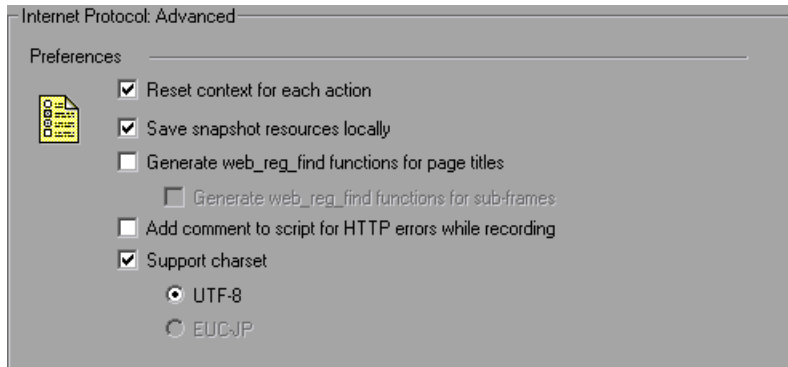 Internet Protocol: Advanced
Preferences
Reset context for each action
Save snapshot resources locally
Generate web_reg_find functions for page titles
Generate web_reg_find functions for sub-frames
Add comment to script for HTTP errors while recording
Support charset
UTF-8
EUC-JP